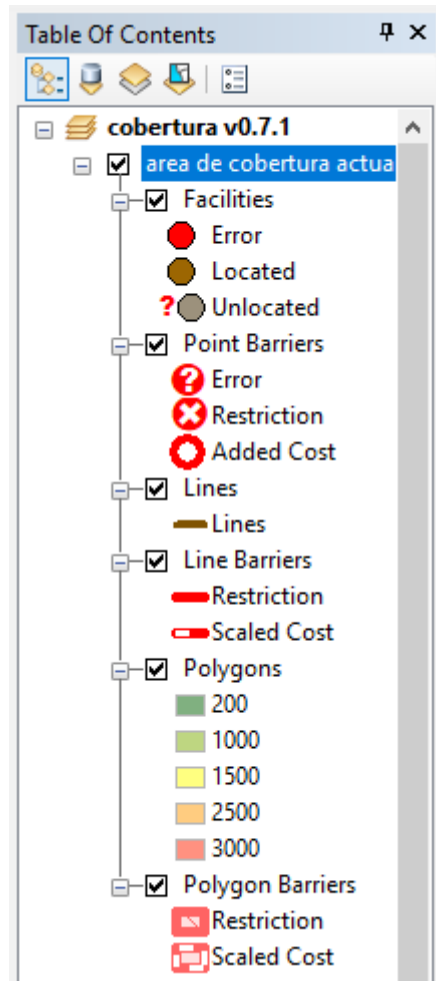 Table Of Contents
cobertura v0.7.1
area de cobertura actua
Facilities
Error
Located
? Unlocated
Point Barriers
? Error
Restriction
Added Cost
Lines
Lines
Line Barriers
Restriction
Scaled Cost
Polygons
200
1000
1500
2500
3000
Polygon Barriers
Restriction
Scaled Cost